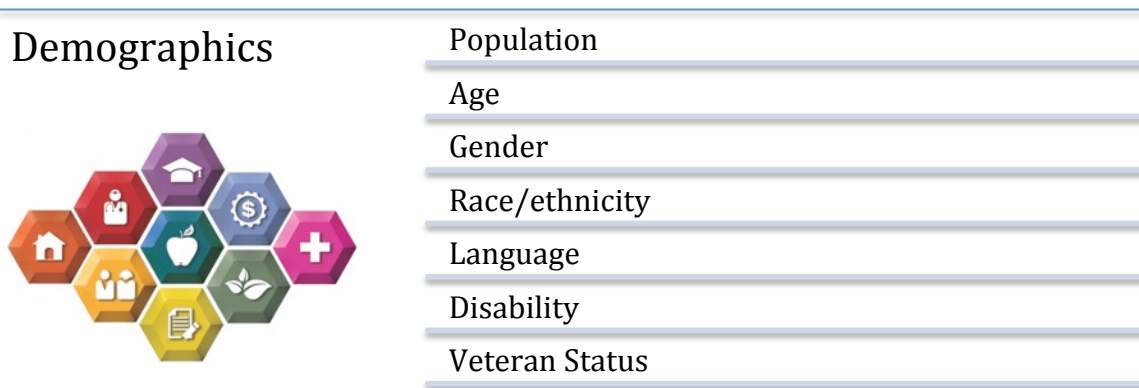 Demographics
Population
Age
Gender
Race/ethnicity
Language
Disability
Veteran Status
$